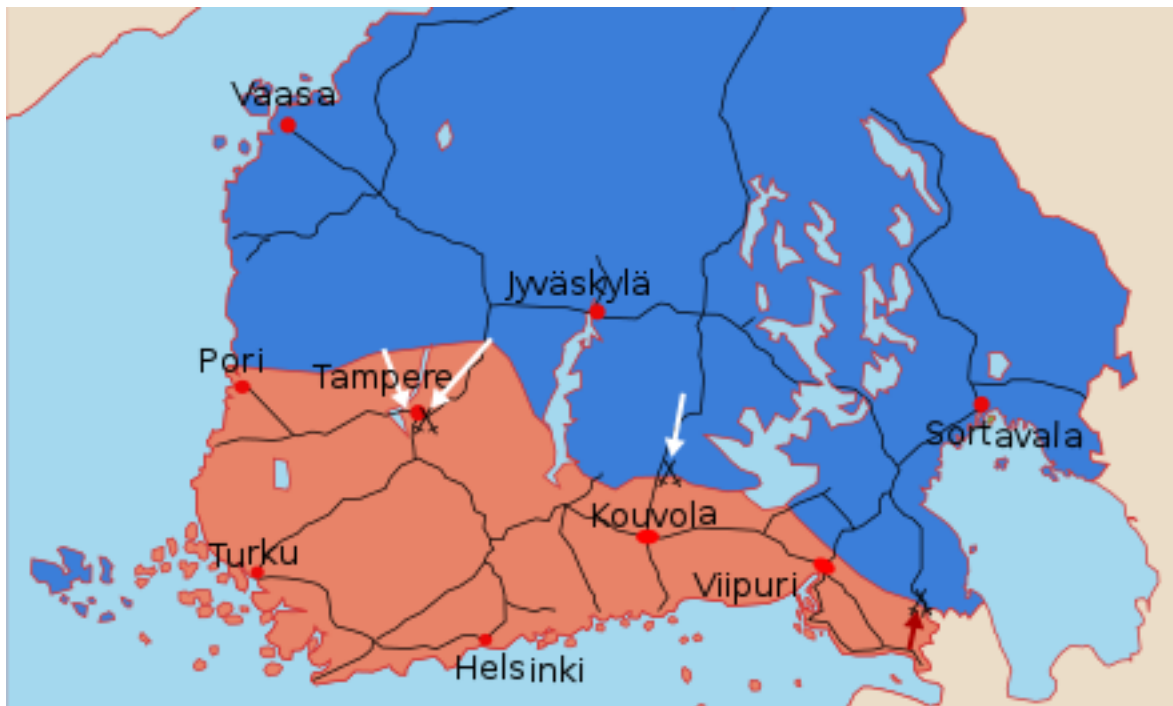 Vaasa
Jyväskylä
Pori
Tampere
Sortavala
Kouvola
Turku
Viipuri
Helsinki